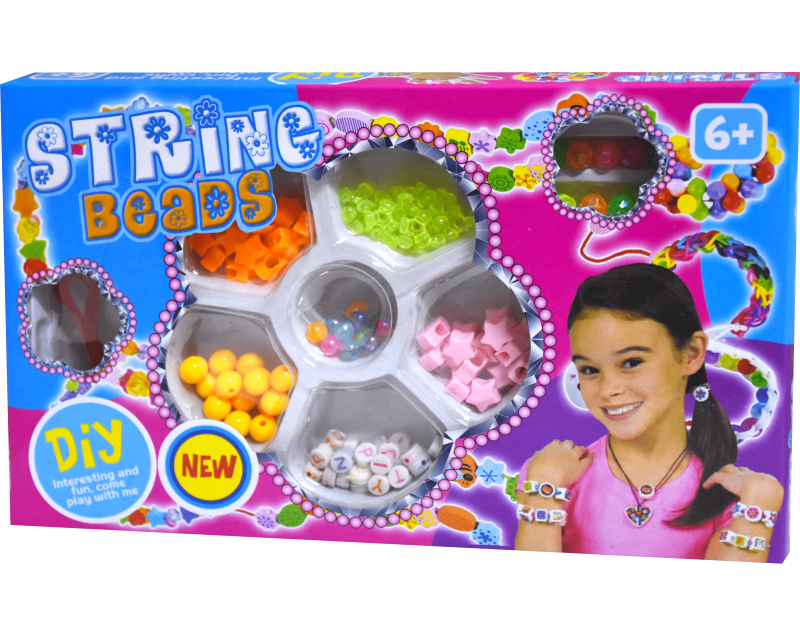 STRING
BEADS
6+
DiY
Interesting and
fun, come
play with me
NEW